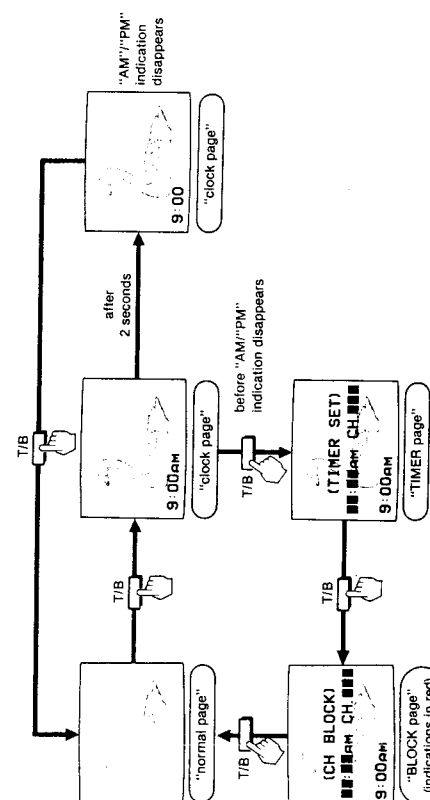 T/B
"AM"/"PM"
indication
disappears
T/B
after
2 seconds
9:00AM
9:00
"normal page"
"clock page"
"clock page"
T/B
T/B
before "AM/"PM"
indication disappears
(CH BLOCK)
■■:■■AM CH.■■■
9:00AM
T/B
(TIMER SET)
■■:■■AM CH.■■■
9:00AM
"BLOCK page"
(indications in red)
"TIMER page"